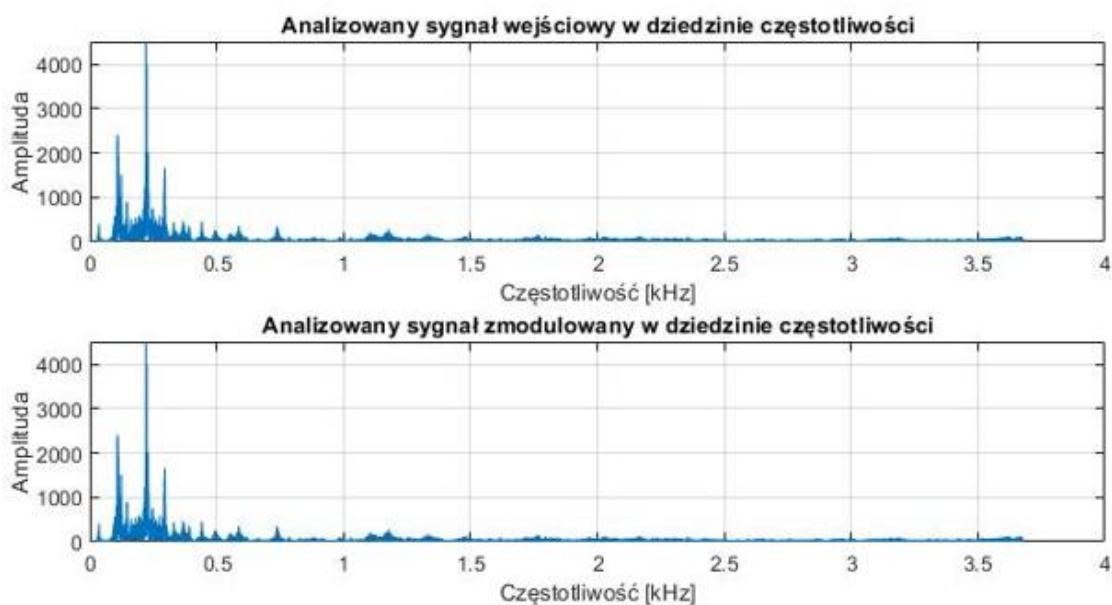 Analizowany sygnał wejściowy w dziedzinie częstotliwości
4000
3000
2000
1000
0
Amplituda
0 0.5 1 1.5 2 2.5 3 3.5 4
Częstotliwość [kHz]
Analizowany sygnał zmodulowany w dziedzinie częstotliwości
4000
3000
2000
1000
0
Amplituda
0 0.5 1 1.5 2 2.5 3 3.5 4
Częstotliwość [kHz]